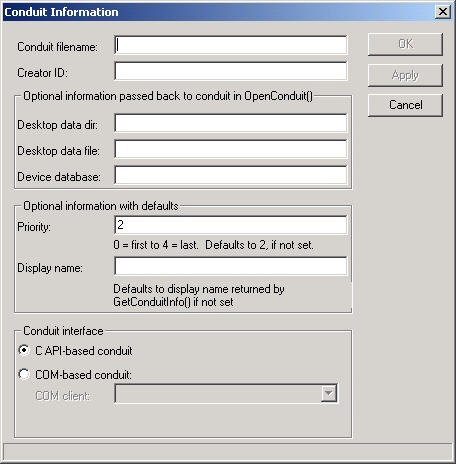 Conduit Information
Conduit filename:
OK
Creator ID:
Apply
Optional information passed back to conduit in OpenConduit()
Cancel
Desktop data dir:
Desktop data file:
Device database:
Optional information with defaults
Priority: 2
0 = first to 4 = last. Defaults to 2, if not set.
Display name:
Defaults to display name returned by
GetConduitInfo() if not set
Conduit interface
C API-based conduit
COM-based conduit:
COM client: